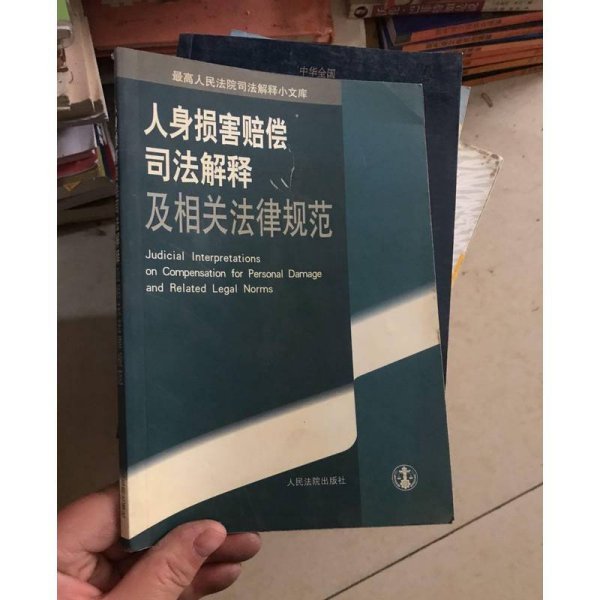 最高人民法院司法解释小文库
人身损害赔偿
司法解释
及相关法律规范
Judicial Interpretations
on Compensation for Personal Damage
and Related Legal Norms
人民法院出版社
中华全国